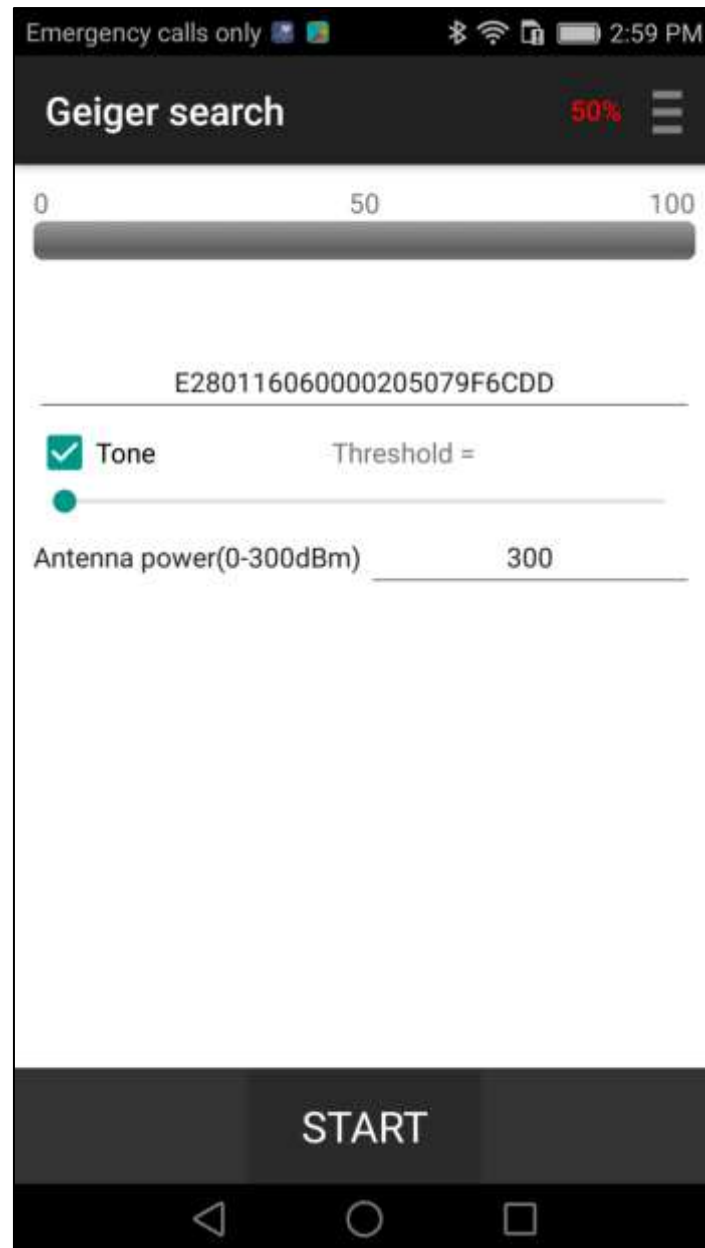 Emergency calls only 2:59 PM
Geiger search 50%
0 50 100
E280116060000205079F6CDD
Tone Threshold =
Antenna power(0-300dBm) 300
START